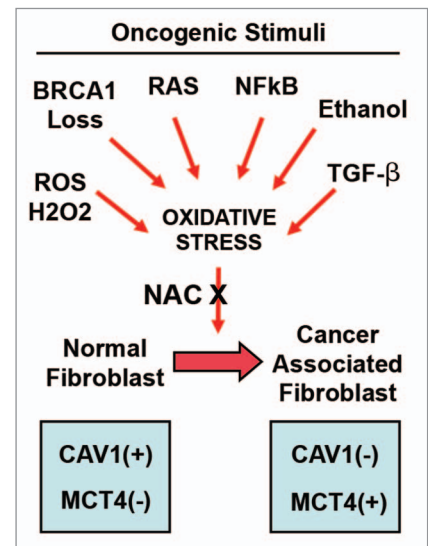 Oncogenic Stimuli
BRCA1
Loss
RAS
NFkB
Ethanol
ROS
H2O2
TGF-β
OXIDATIVE
STRESS
NAC X
Normal
Fibroblast
Cancer
Associated
Fibroblast
CAV1(+)
MCT4(-)
CAV1(-)
MCT4(+)